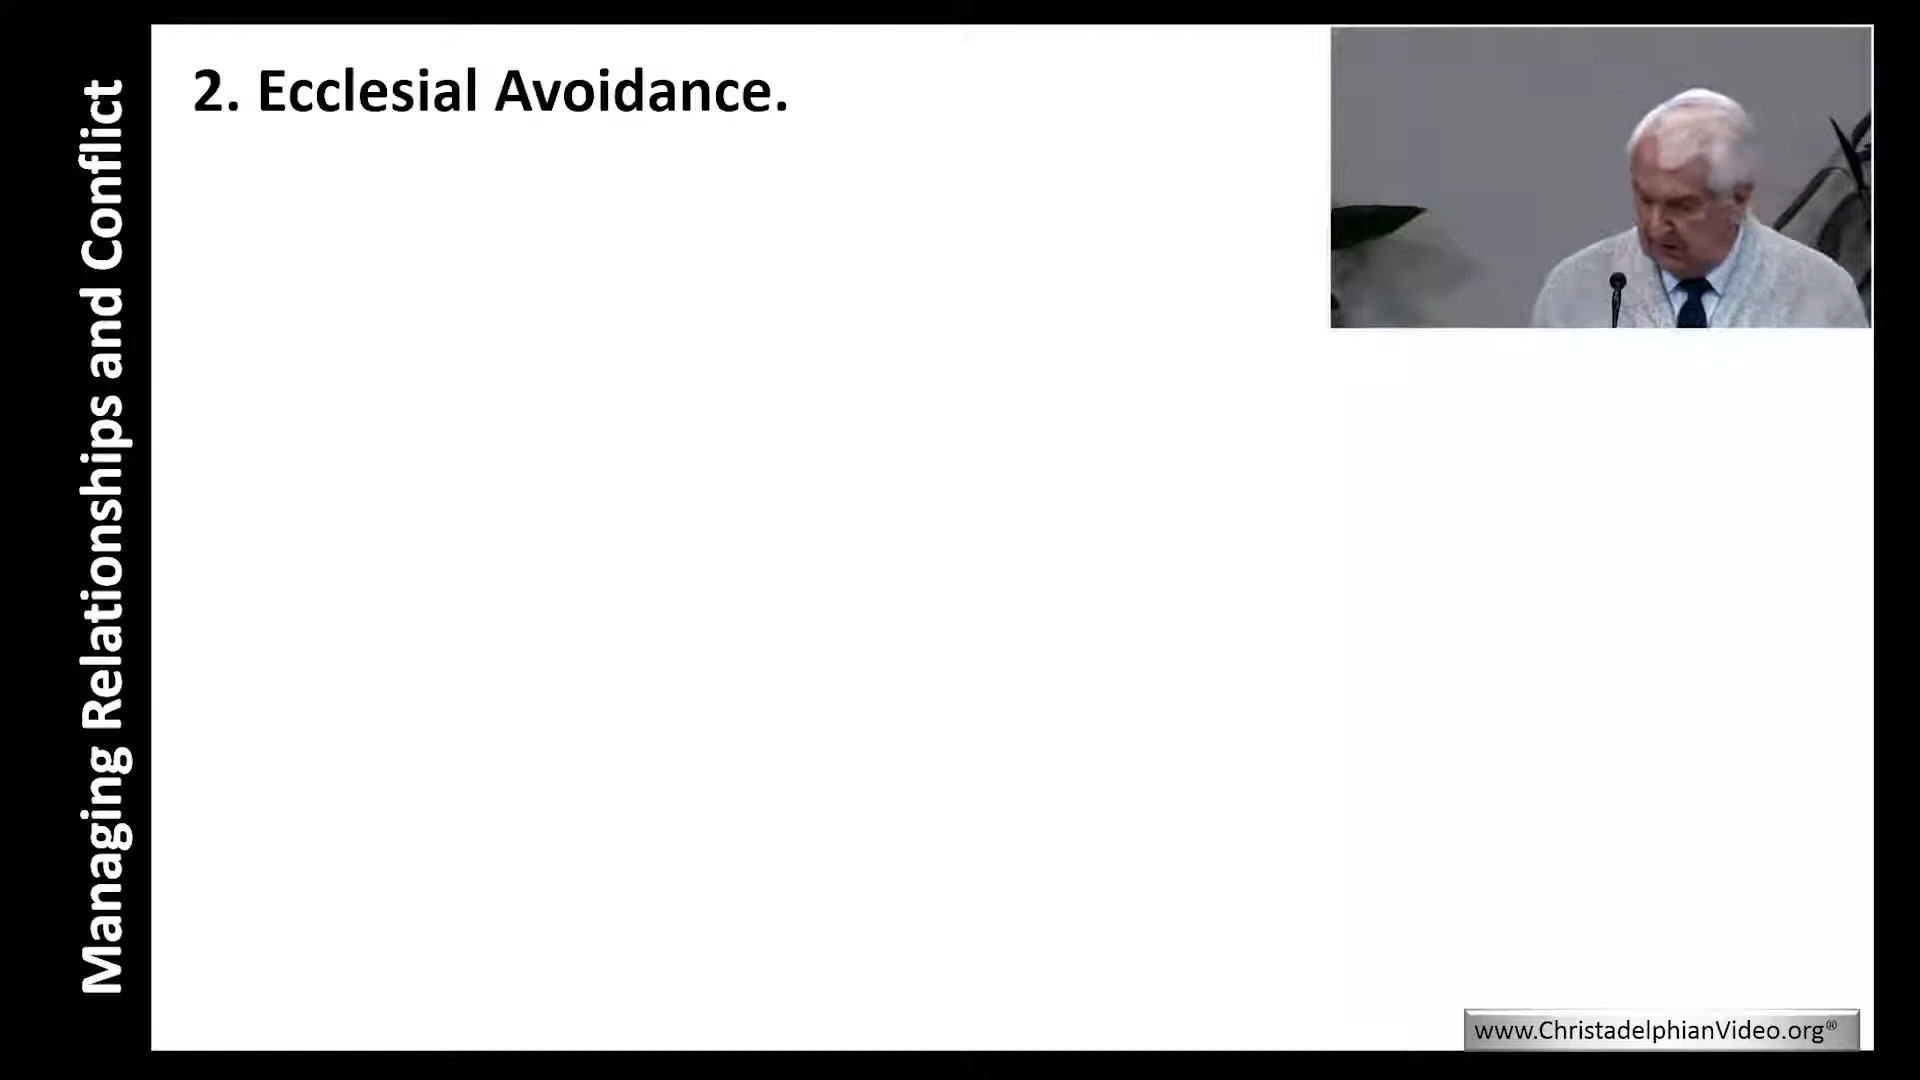 Managing Relationships and Conflict
2. Ecclesial Avoidance.
www.ChristadelphianVideo.org®